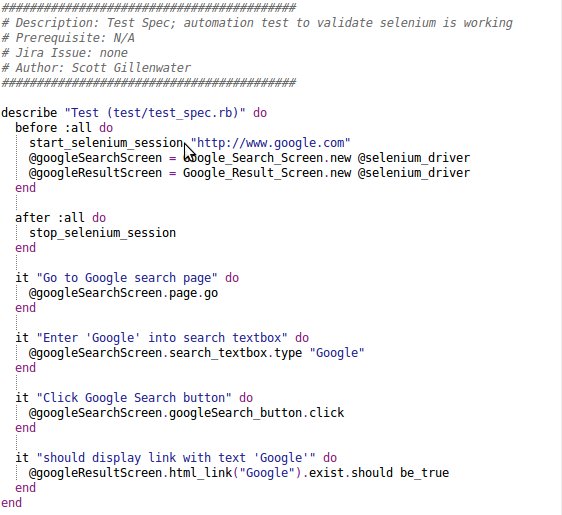 ##########################################
# Description: Test Spec; automation test to validate selenium is working
# Prerequisite: N/A
# Jira Issue: none
# Author: Scott Gillenwater
##########################################
describe "Test (test/test_spec.rb)" do
before :all do
start_selenium_session "http://www.google.com"
@googleSearchScreen = Google_Search_Screen.new @selenium_driver
@googleResultScreen = Google_Result_Screen.new @selenium_driver
end
after :all do
stop_selenium_session
end
it "Go to Google search page" do
@googleSearchScreen.page.go
end
it "Enter 'Google' into search textbox" do
@googleSearchScreen.search_textbox.type "Google"
end
it "Click Google Search button" do
@googleSearchScreen.googleSearch_button.click
end
it "should display link with text 'Google'" do
@googleResultScreen.html_link("Google").exist.should be_true
end
end